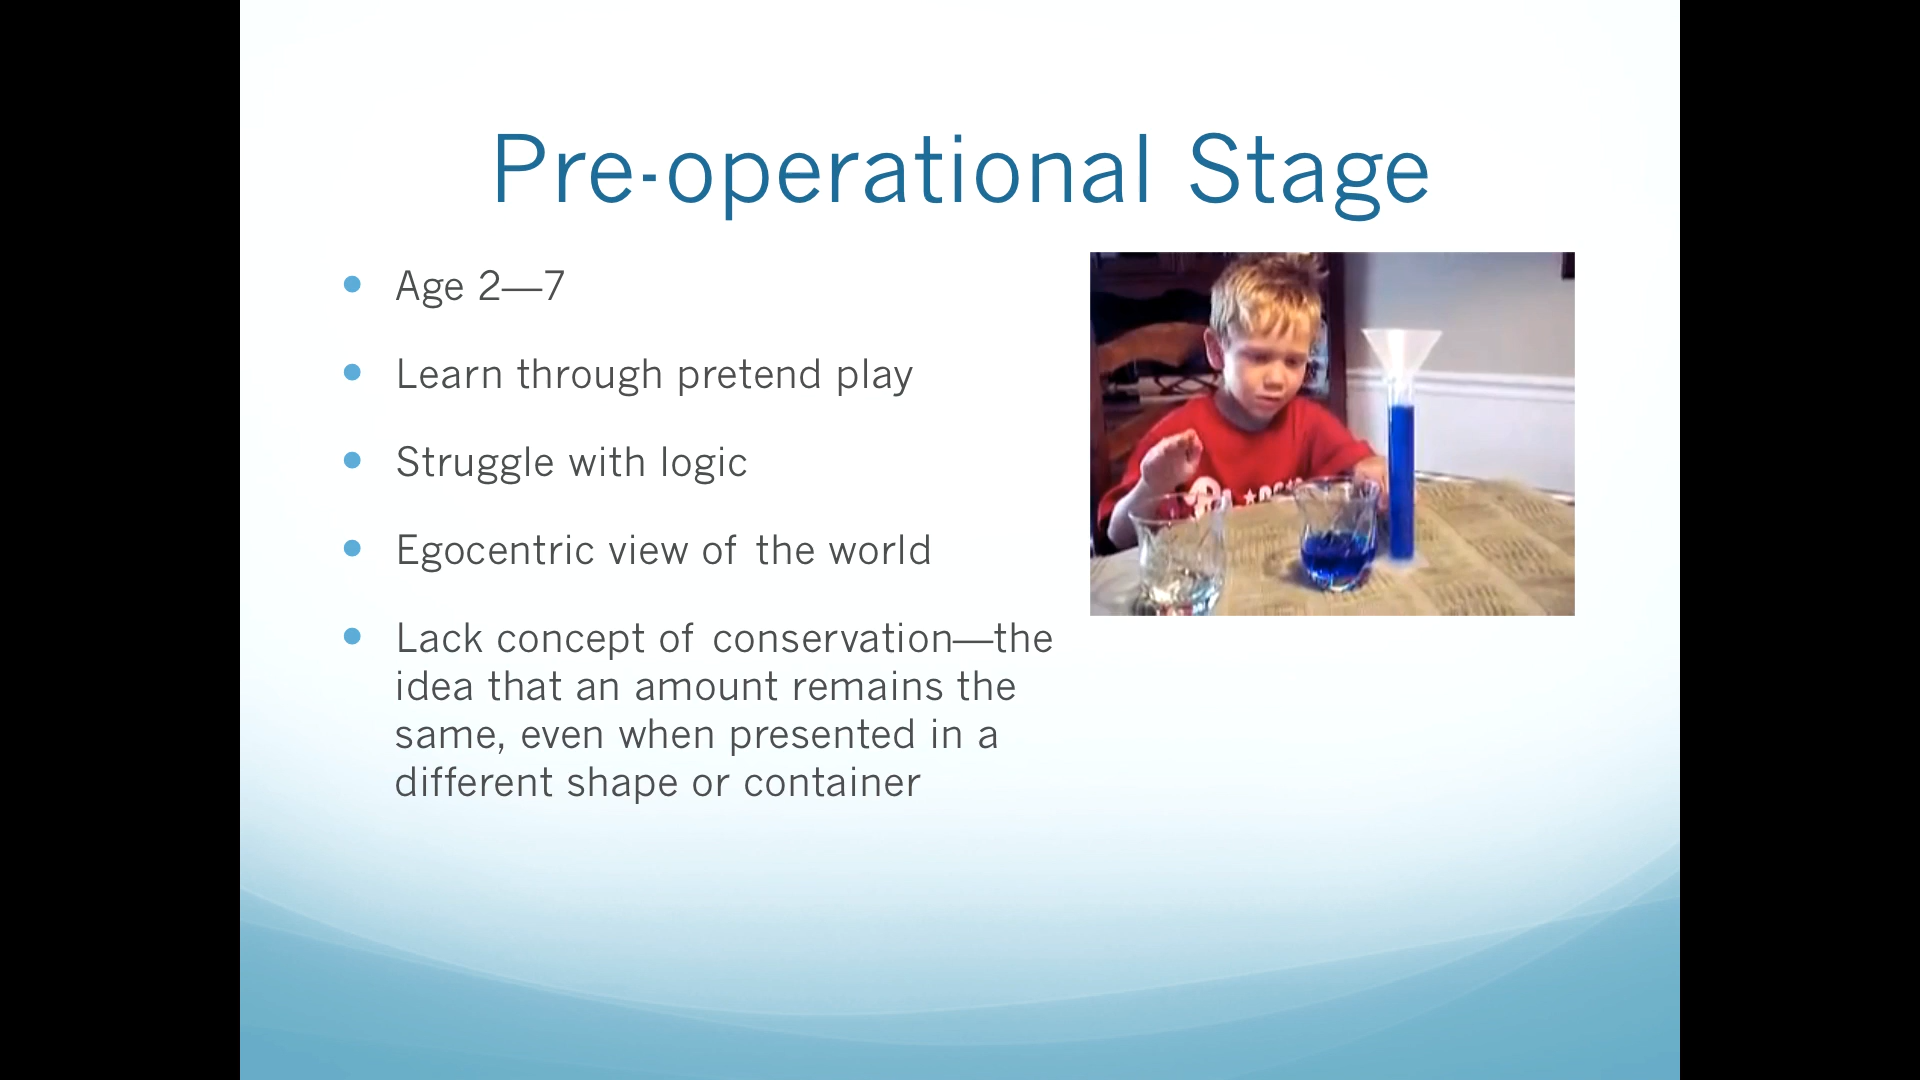 Pre-operational Stage
Age 2—7
Learn through pretend play
Struggle with logic
Egocentric view of the world
Lack concept of conservation—the
idea that an amount remains the
same, even when presented in a
different shape or container